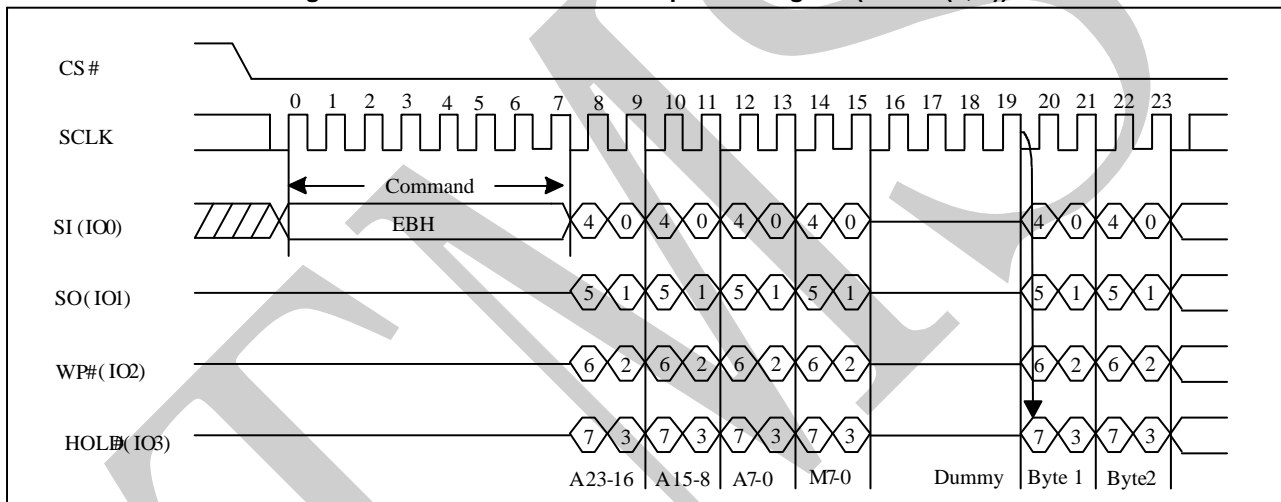 CS#
0 1 2 3 4 5 6 7 8 9 10 11 12 13 14 15 16 17 18 19 20 21 22 23
SCLK
Command
SI(IO0) EBH 4 0 4 0 4 0 4 0 4 0 4 0
SO(IO1) 5 1 5 1 5 1 5 1 5 1 5 1
WP#(IO2) 6 2 6 2 6 2 6 2 6 2 6 2
HOLD#(IO3) 7 3 7 3 7 3 7 3 7 3 7 3
A23-16 A15-8 A7-0 M7-0 Dummy Byte 1 Byte2